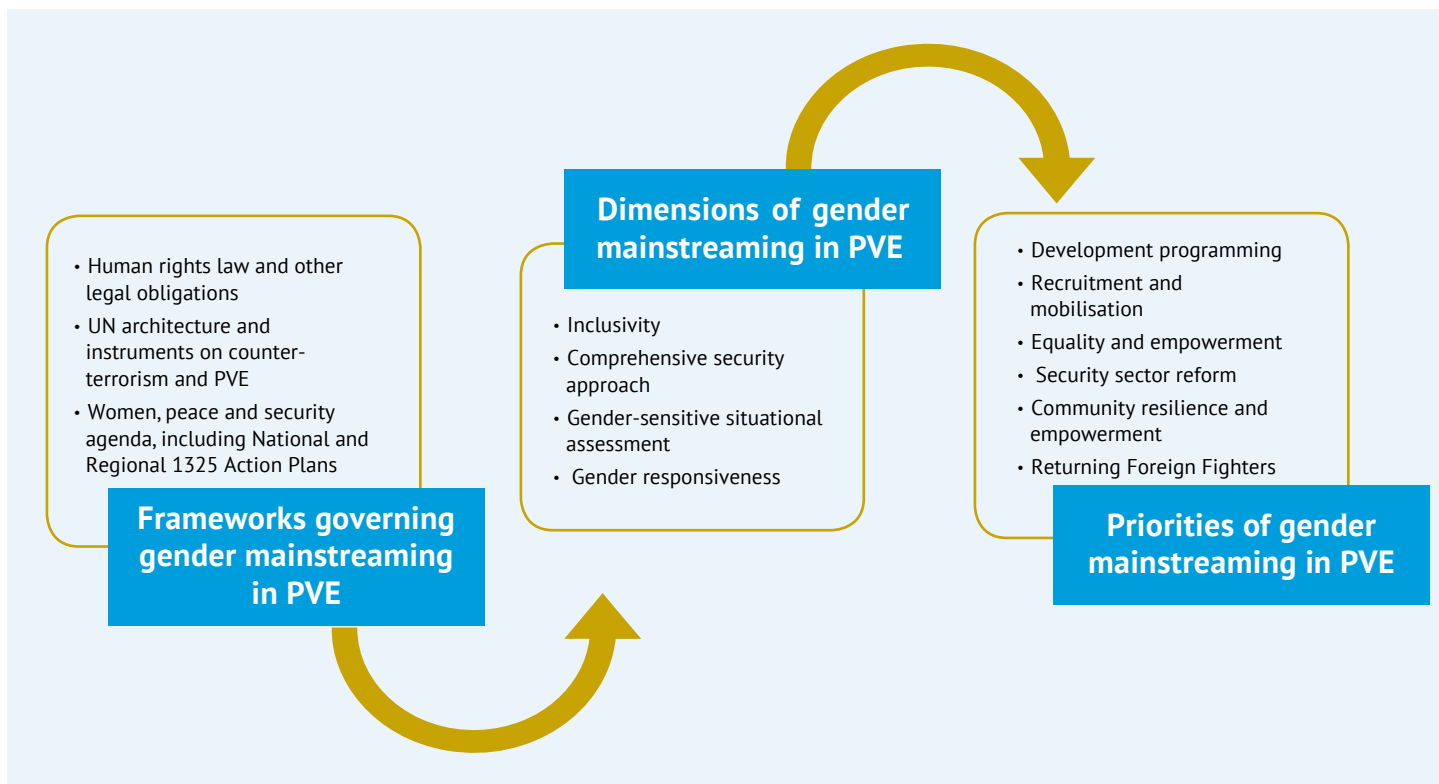 • Human rights law and other
legal obligations
• UN architecture and
instruments on counter-
terrorism and PVE
• Women, peace and security
agenda, including National and
Regional 1325 Action Plans
Frameworks governing
gender mainstreaming
in PVE
Dimensions of gender
mainstreaming in PVE
• Inclusivity
• Comprehensive security
approach
• Gender-sensitive situational
assessment
• Gender responsiveness
• Development programming
• Recruitment and
mobilisation
• Equality and empowerment
• Security sector reform
• Community resilience and
empowerment
• Returning Foreign Fighters
Priorities of gender
mainstreaming in PVE